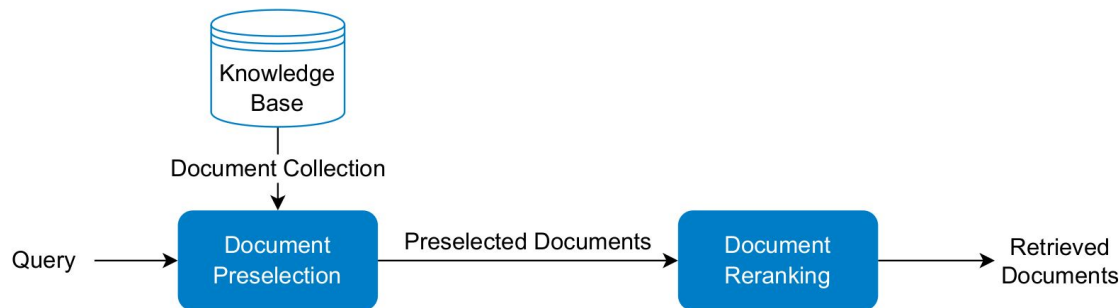 Knowledge
Base
Document Collection
Query
Document
Preselection
Preselected Documents
Document
Reranking
Retrieved
Documents